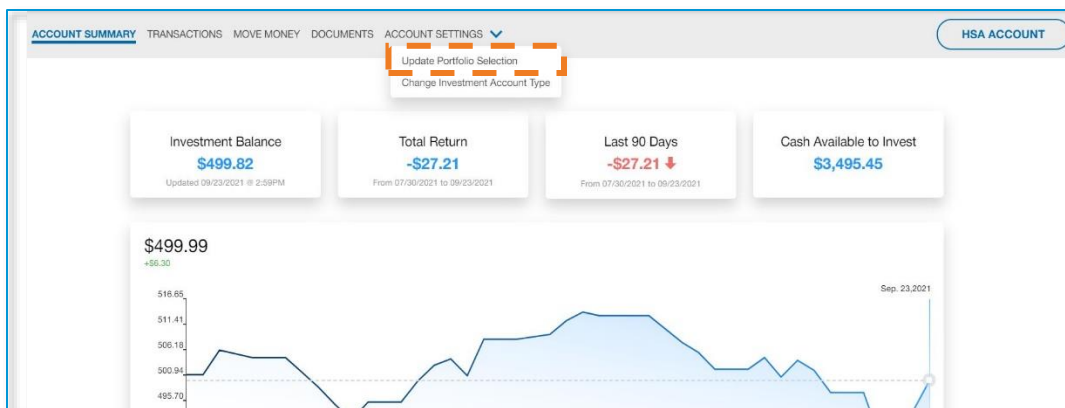 ACCOUNT SUMMARY TRANSACTIONS MOVE MONEY DOCUMENTS ACCOUNT SETTINGS HSA ACCOUNT
Update Portfolio Selection
Change Investment Account Type
Investment Balance
$499.82
Updated 09/23/2021 @ 2:59PM
Total Return
-$27.21
From 07/30/2021 to 09/23/2021
Last 90 Days
-$27.21
From 07/30/2021 to 09/23/2021
Cash Available to Invest
$3,495.45
$499.99
+$6.30
Sep. 23,2021
516.65
511.41
506.18
500.94
495.70